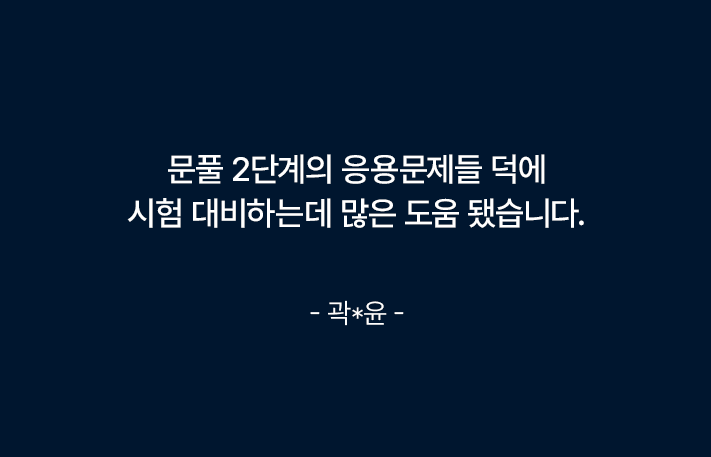 문풀 2단계의 응용문제들 덕에
시험 대비하는데 많은 도움 됐습니다.
- 곽*윤 -